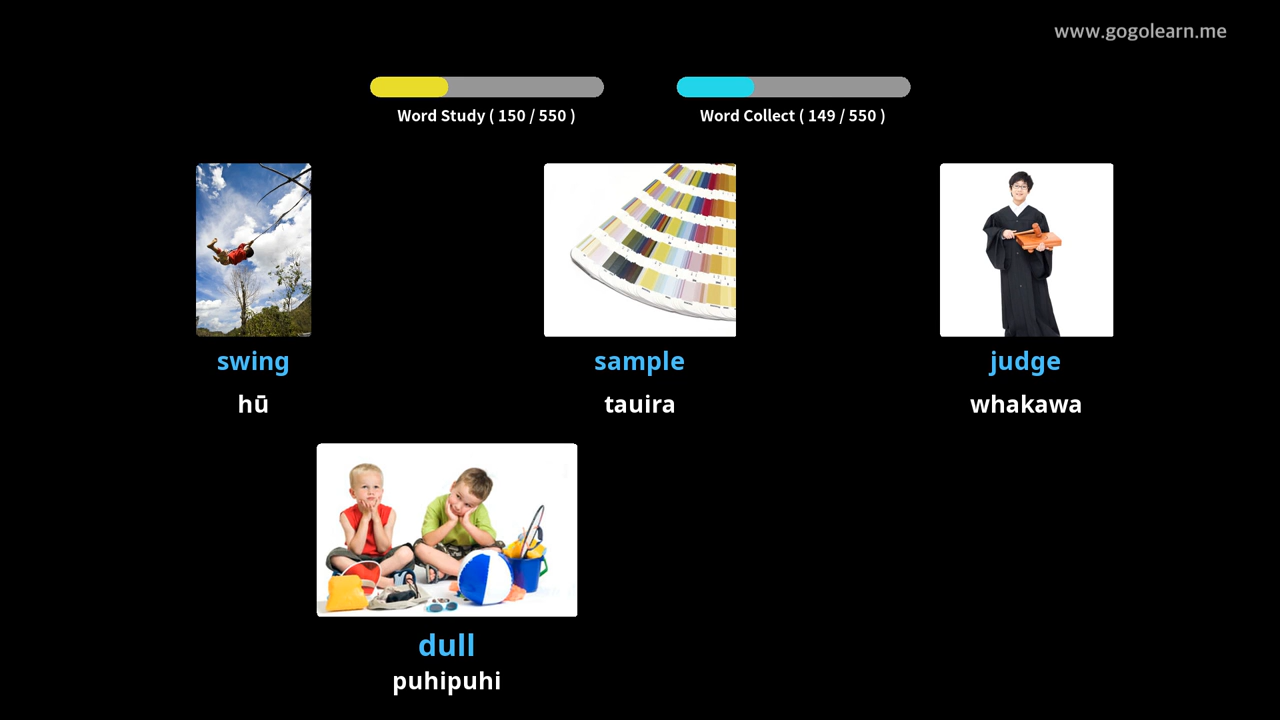 www.gogolearn.me
Word Study ( 150 / 550 )
Word Collect ( 149 / 550 )
swing
hū
sample
tauira
judge
whakawa
dull
puhipuhi